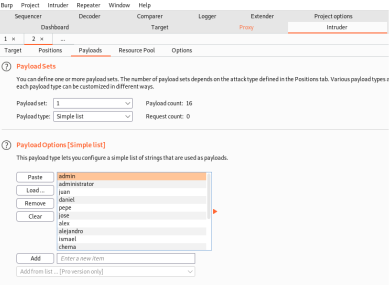 Burp Project Intruder Repeater Window Help
Sequencer Decoder Comparer Logger Extender Project options
Dashboard Target Proxy Intruder
1 × 2 × ...
Target Positions Payloads Resource Pool Options
? Payload Sets
You can define one or more payload sets. The number of payload sets depends on the attack type defined in the Positions tab. Various payload types a
each payload type can be customized in different ways.
Payload set: 1 Payload count: 16
Payload type: Simple list Request count: 0
? Payload Options [Simple list]
This payload type lets you configure a simple list of strings that are used as payloads.
Paste admin
administrator
Load ... juan
daniel
Remove pepe
jose
Clear alex
alejandro
ismael
chema
Add Enter a new item
Add from list ... [Pro version only]